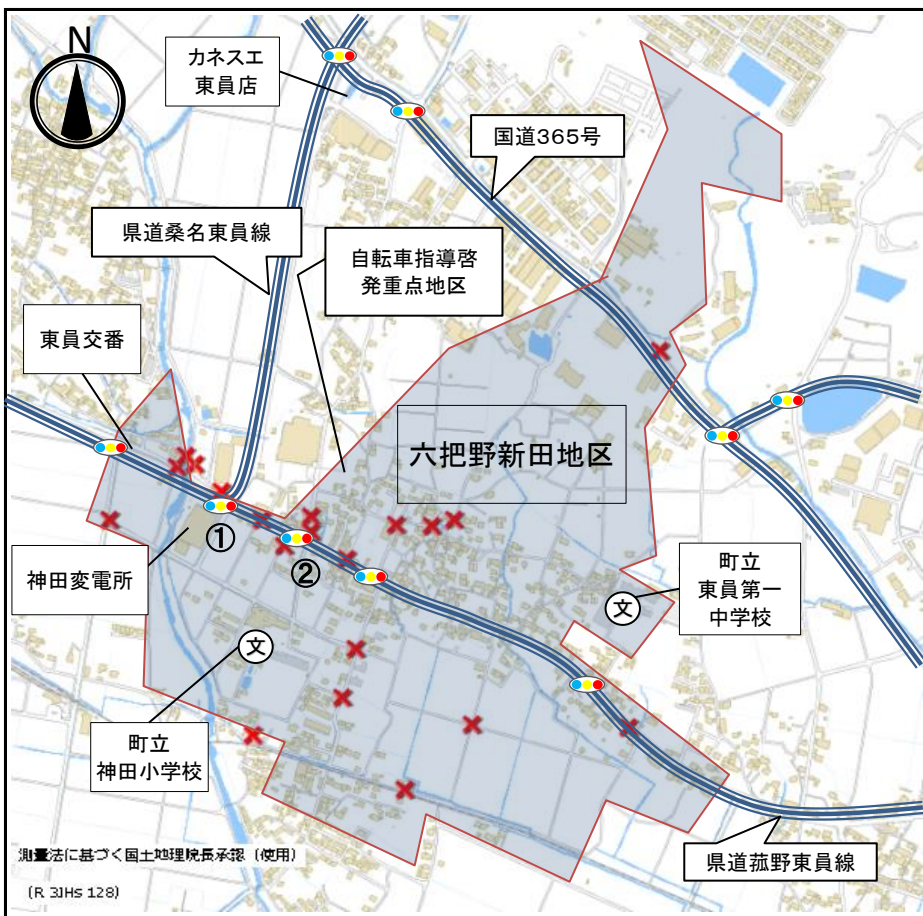 N
カネスエ
東員店
国道365号
県道桑名東員線
自転車指導啓
発重点地区
東員交番
六把野新田地区
①
②
神田変電所
文
町立
東員第一
中学校
文
町立
神田小学校
県道菰野東員線
測量法に基づく国土地理院長承認(使用)
(R 3JHs 128)